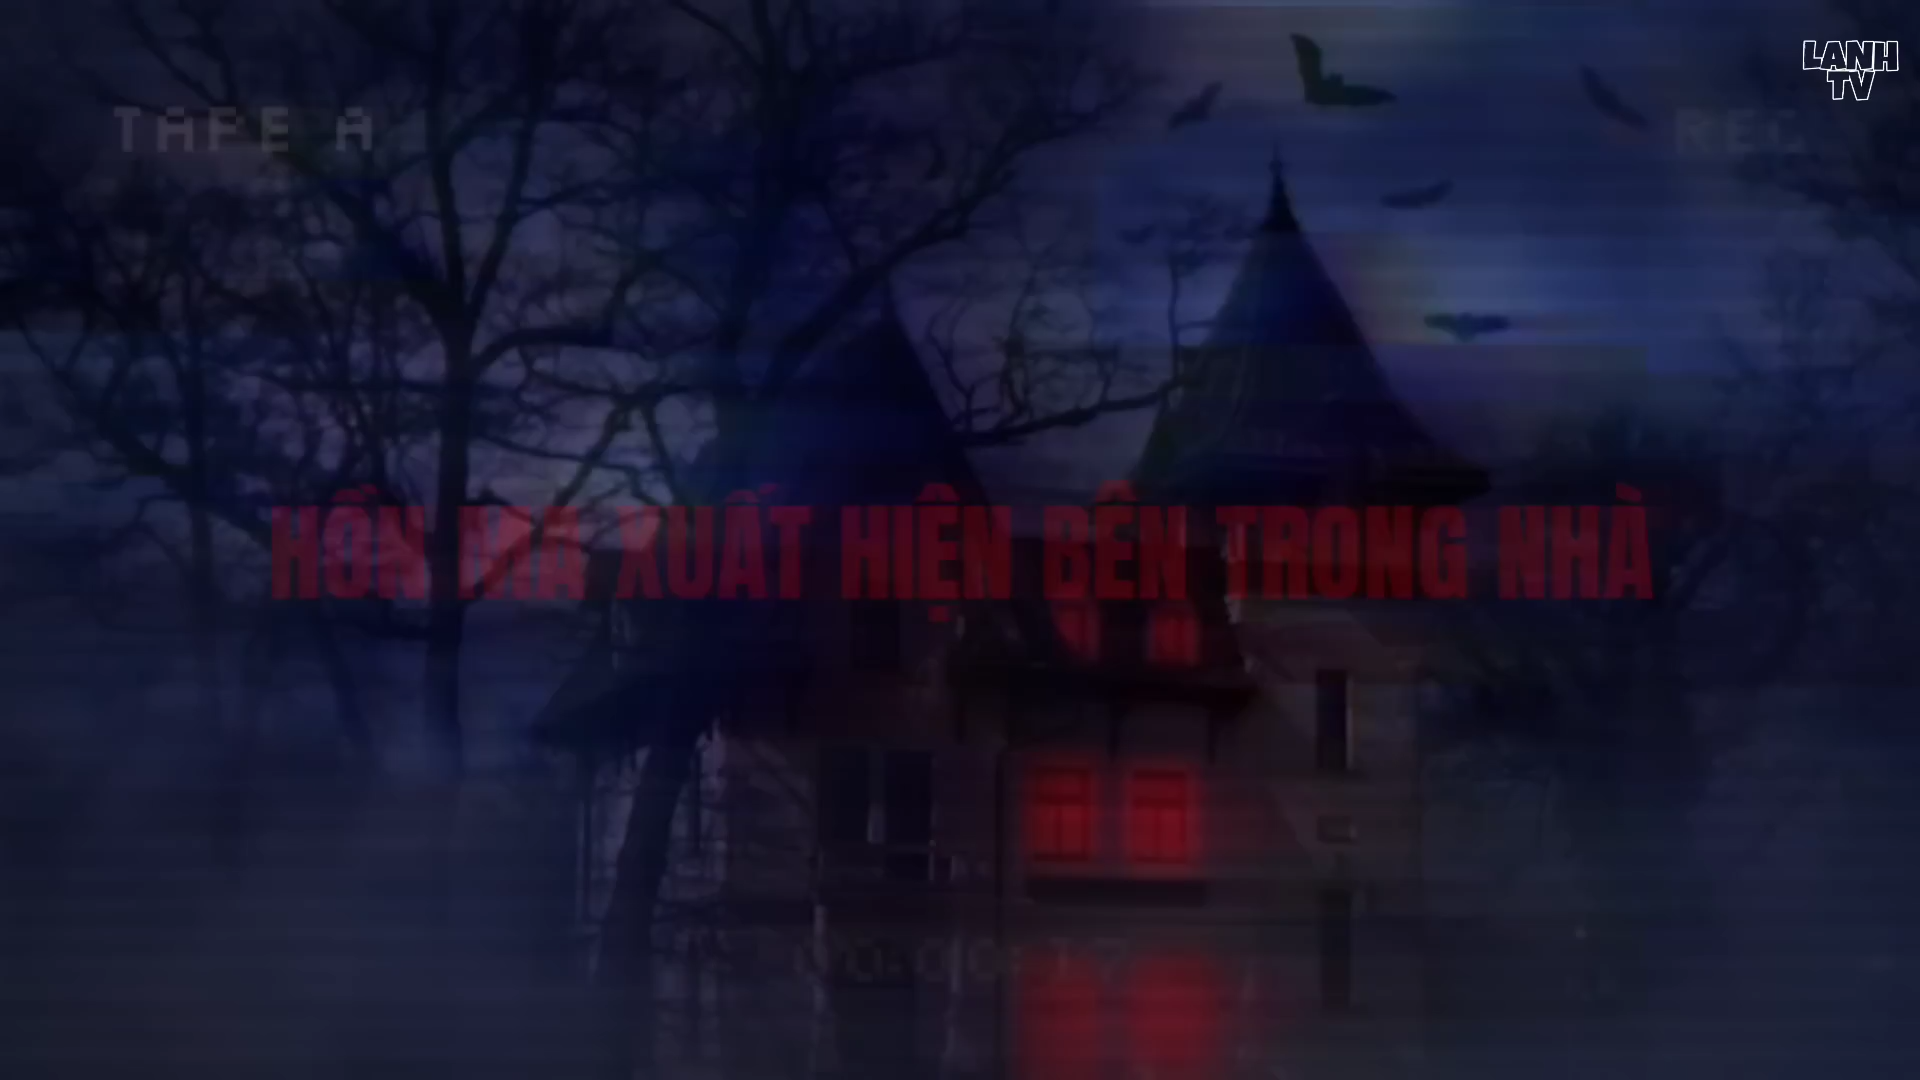 LANH
TV
TAPE A
REC
HỒN MA XUẤT HIỆN BÊN TRONG NHÀ